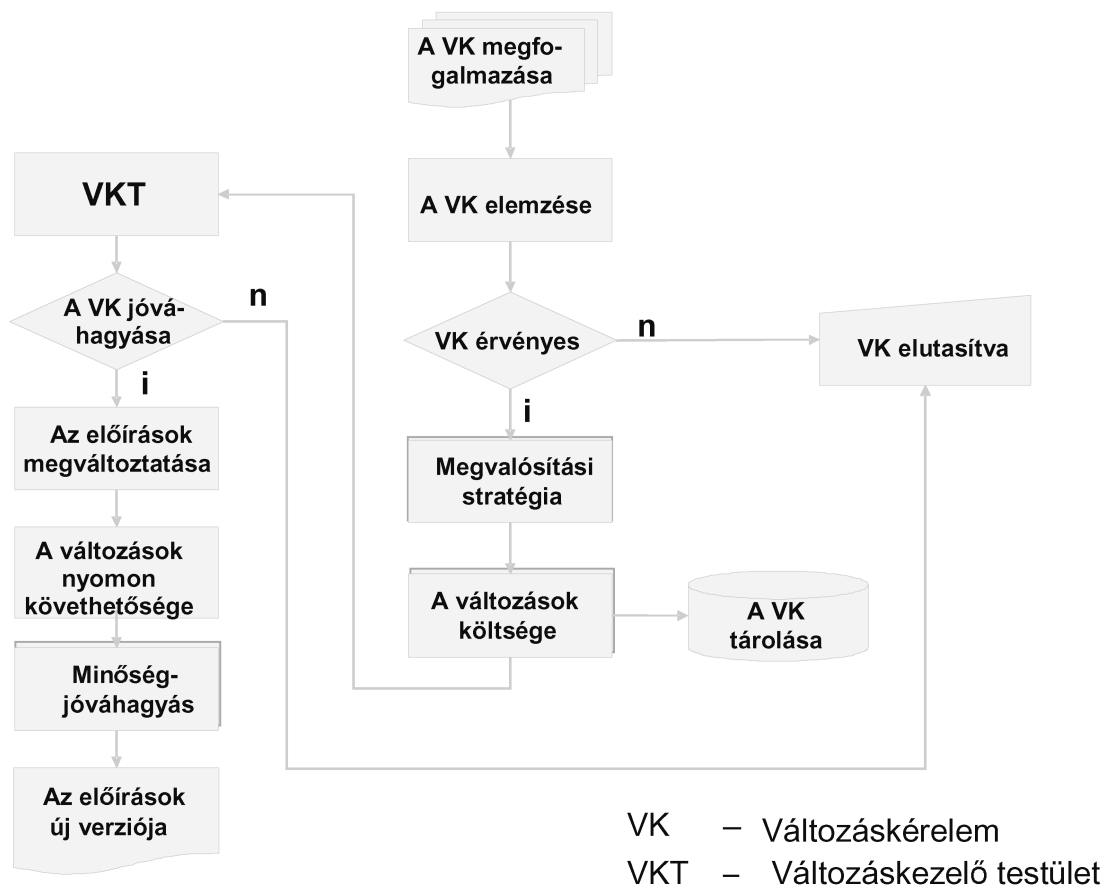 A VK megfo-
galmazása
A VK elemzése
VK érvényes
n
i
VK elutasítva
Megvalósítási
stratégia
A változások
költsége
A VK
tárolása
VKT
A VK jóvá-
hagyása
n
i
Az előírások
megváltoztatása
A változások
nyomon
követhetősége
Minőség-
jóváhagyás
Az előírások
új verziója
VK – Változáskérelem
VKT – Változáskezelő testület